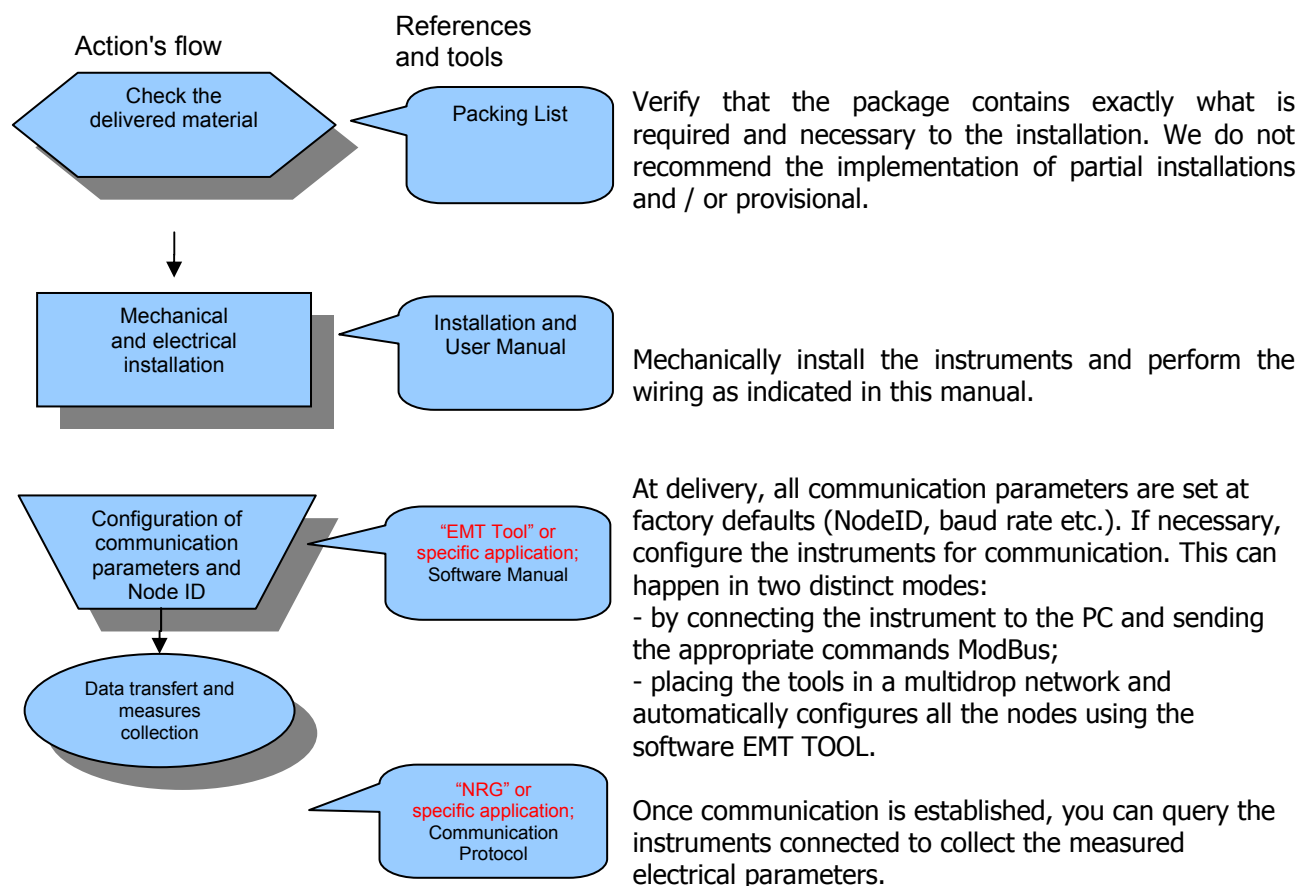 Action's flow
References
and tools
Check the
delivered material
Packing List
Verify that the package contains exactly what is
required and necessary to the installation. We do not
recommend the implementation of partial installations
and / or provisional.
Mechanical
and electrical
installation
Installation and
User Manual
Mechanically install the instruments and perform the
wiring as indicated in this manual.
Configuration of
communication
parameters and
Node ID
“EMT Tool” or
specific application;
Software Manual
At delivery, all communication parameters are set at
factory defaults (NodeID, baud rate etc.). If necessary,
configure the instruments for communication. This can
happen in two distinct modes:
- by connecting the instrument to the PC and sending
the appropriate commands ModBus;
- placing the tools in a multidrop network and
automatically configures all the nodes using the
software EMT TOOL.
Data transfert and
measures
collection
“NRG” or
specific application;
Communication
Protocol
Once communication is established, you can query the
instruments connected to collect the measured
electrical parameters.